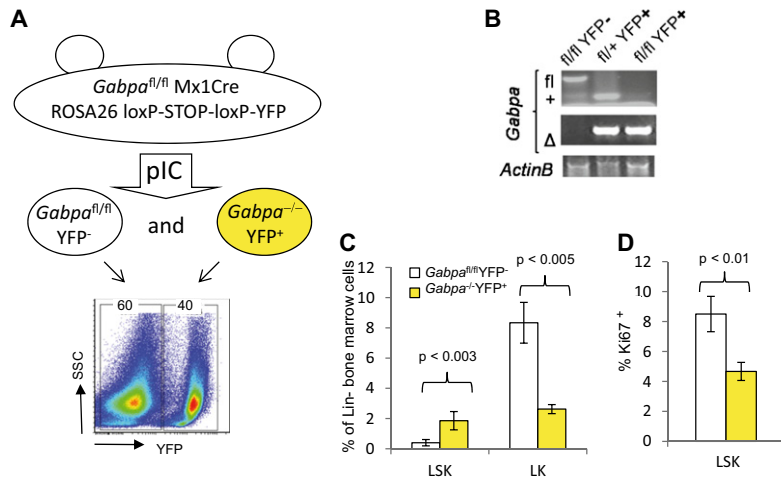 A
Gabpa fl/fl Mx1Cre
ROSA26 loxP-STOP-loxP-YFP
pIC
Gabpa fl/fl
YFP-
and
Gabpa –/–
YFP+
60
40
SSC
YFP
B
fl/fl YFP-
fl/+ YFP+
fl/fl YFP+
Gabpa
fl
+
Δ
ActinB
C
Gabpa fl/fl YFP-
Gabpa -/- YFP+
p < 0.003
p < 0.005
% of Lin- bone marrow cells
12
10
8
6
4
2
0
LSK
LK
D
p < 0.01
% Ki67 +
12
10
8
6
4
2
0
LSK